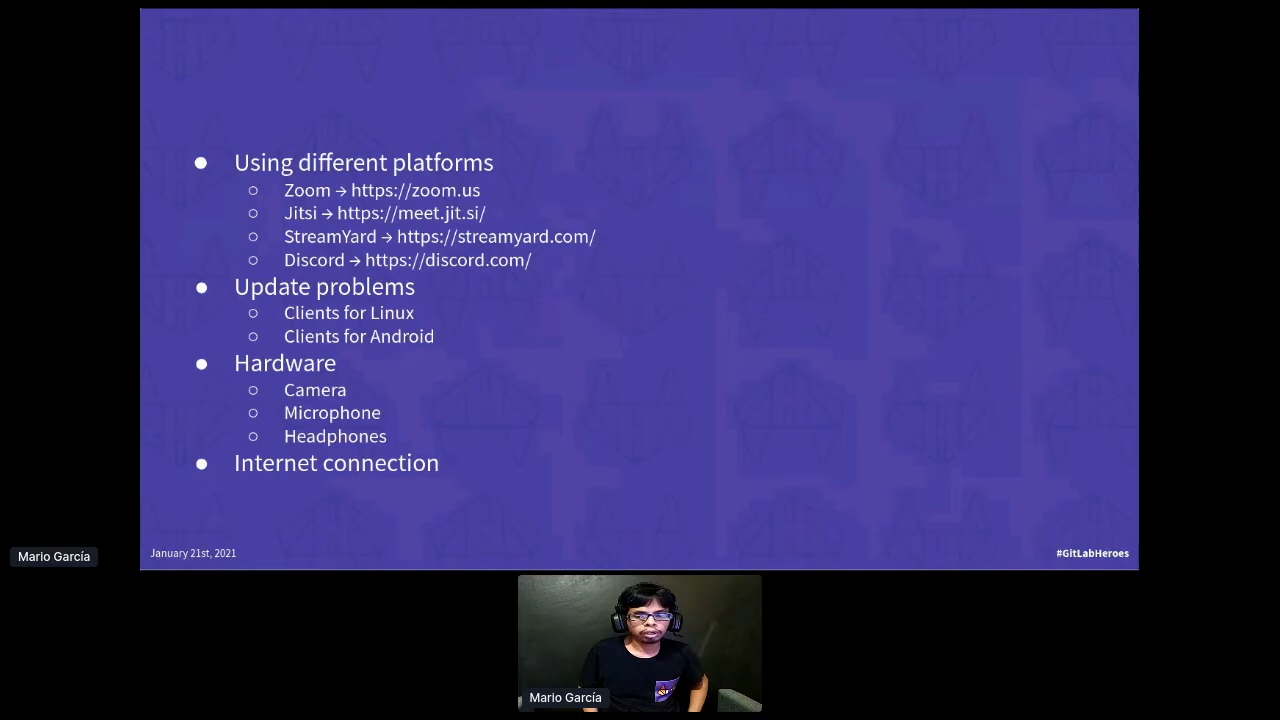 ● Using different platforms
○ Zoom → https://zoom.us
○ Jitsi → https://meet.jit.si/
○ StreamYard → https://streamyard.com/
○ Discord → https://discord.com/
● Update problems
○ Clients for Linux
○ Clients for Android
● Hardware
○ Camera
○ Microphone
○ Headphones
● Internet connection
January 21st, 2021
#GitLabHeroes
Mario García
Mario García